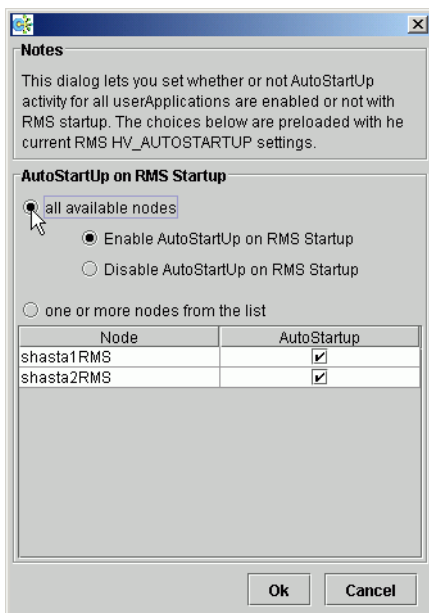 Notes
This dialog lets you set whether or not AutoStartUp
activity for all userApplications are enabled or not with
RMS startup. The choices below are preloaded with he
current RMS HV_AUTOSTARTUP settings.
AutoStartUp on RMS Startup
all available nodes
Enable AutoStartUp on RMS Startup
Disable AutoStartUp on RMS Startup
one or more nodes from the list
Node AutoStartup
shasta1RMS
shasta2RMS
Ok Cancel